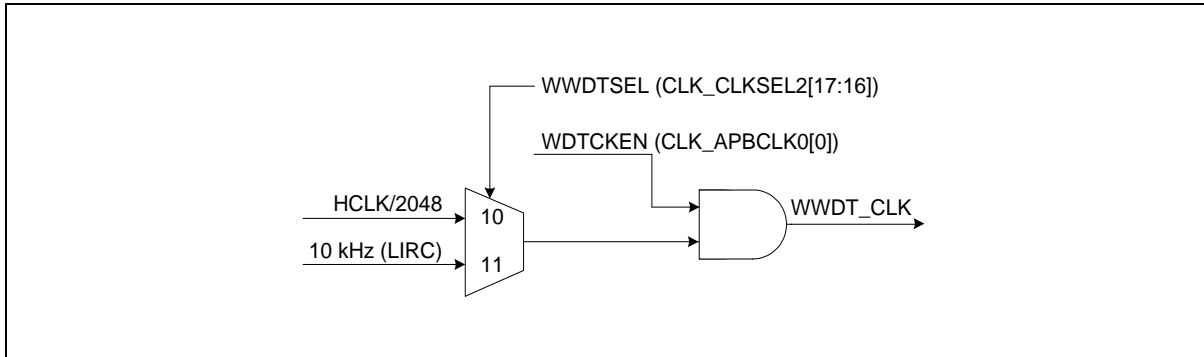 WWDTSEL (CLK_CLKSEL2[17:16])
WDTCKEN (CLK_APBCLK0[0])
HCLK/2048
10
WWDT_CLK
10 kHz (LIRC)
11